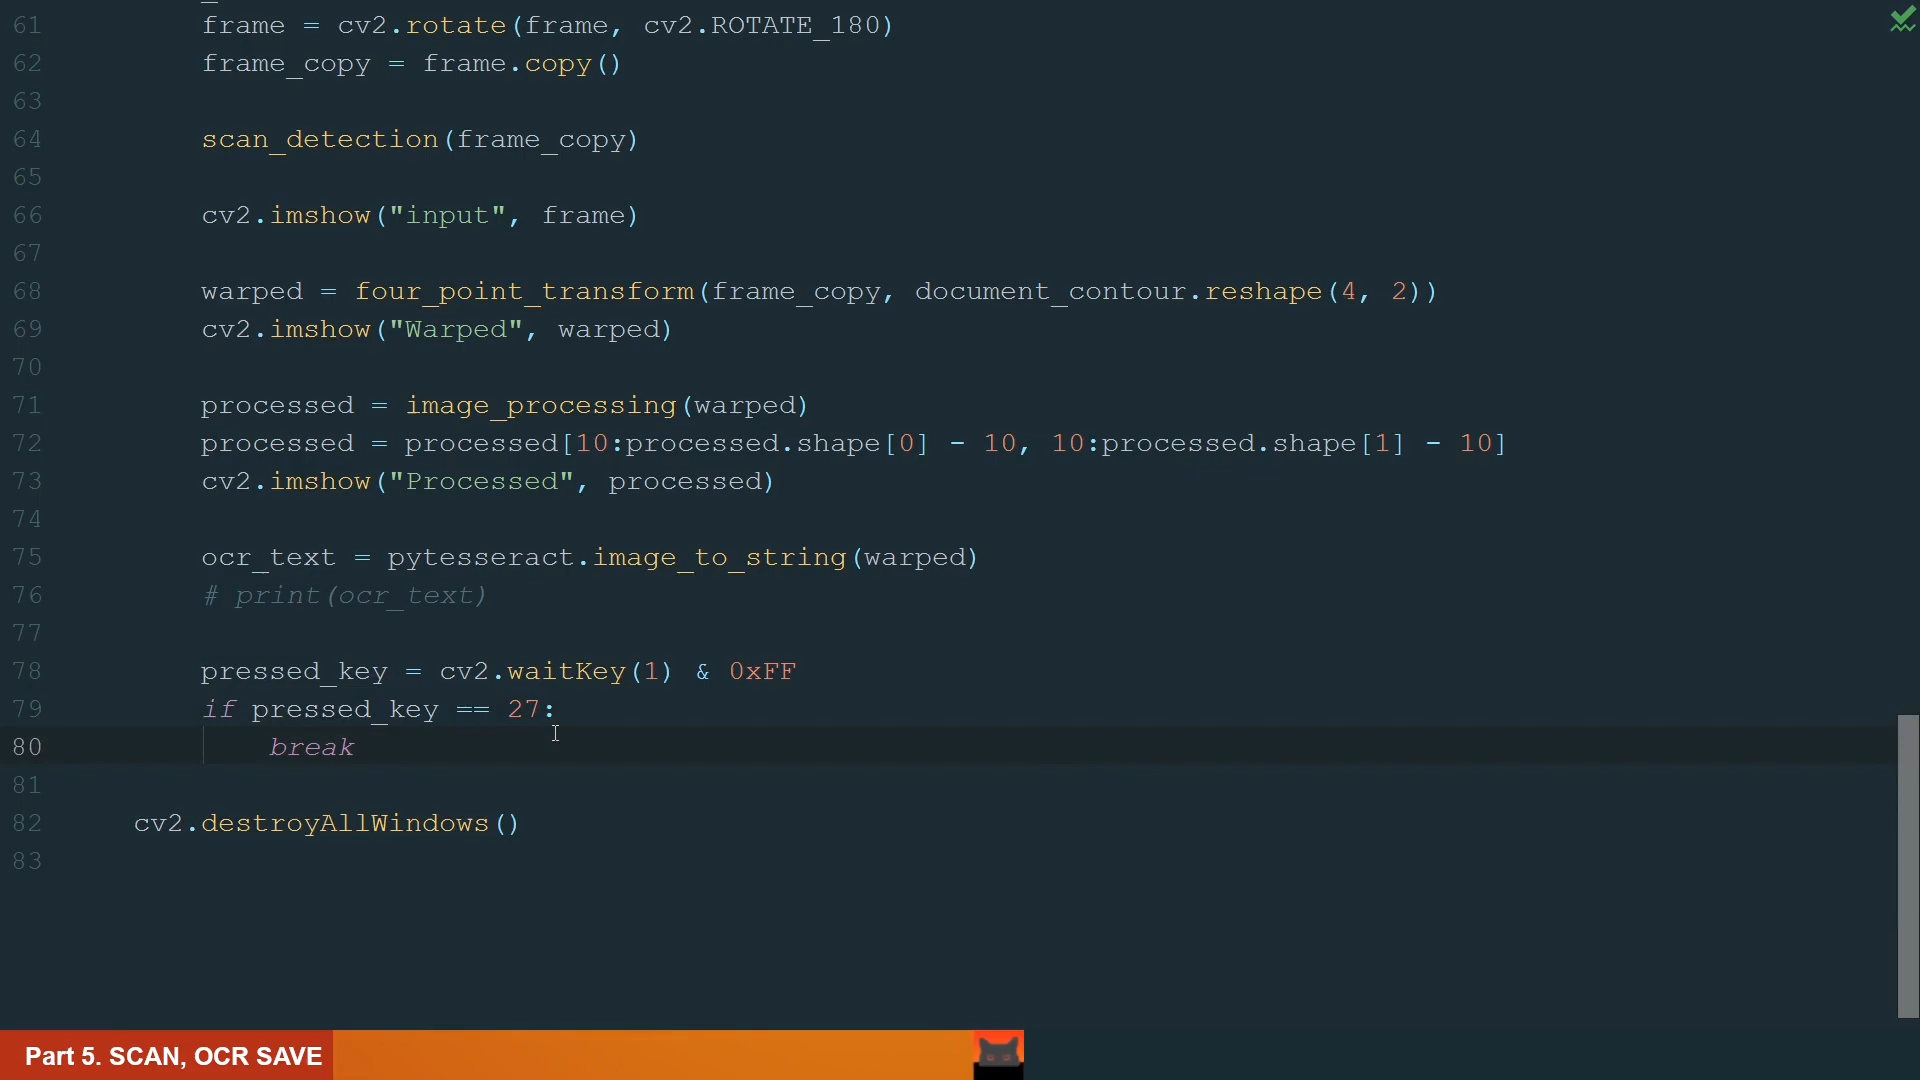 61 frame = cv2.rotate(frame, cv2.ROTATE_180)
62 frame_copy = frame.copy()
63
64 scan_detection(frame_copy)
65
66 cv2.imshow("input", frame)
67
68 warped = four_point_transform(frame_copy, document_contour.reshape(4, 2))
69 cv2.imshow("Warped", warped)
70
71 processed = image_processing(warped)
72 processed = processed[10:processed.shape[0] - 10, 10:processed.shape[1] - 10]
73 cv2.imshow("Processed", processed)
74
75 ocr_text = pytesseract.image_to_string(warped)
76 # print(ocr_text)
77
78 pressed_key = cv2.waitKey(1) & 0xFF
79 if pressed_key == 27:
80 break
81
82 cv2.destroyAllWindows()
83
Part 5. SCAN, OCR SAVE